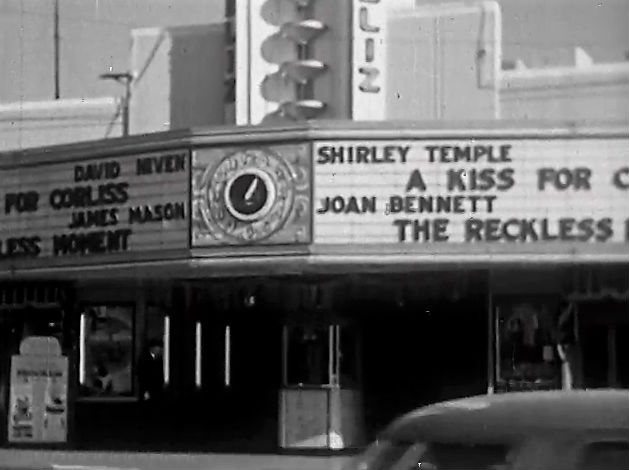 LIZ
DAVID NIVEN
FOR CORLISS
JAMES MASON
LESS MOMENT
SHIRLEY TEMPLE
A KISS FOR C
JOAN BENNETT
THE RECKLESS